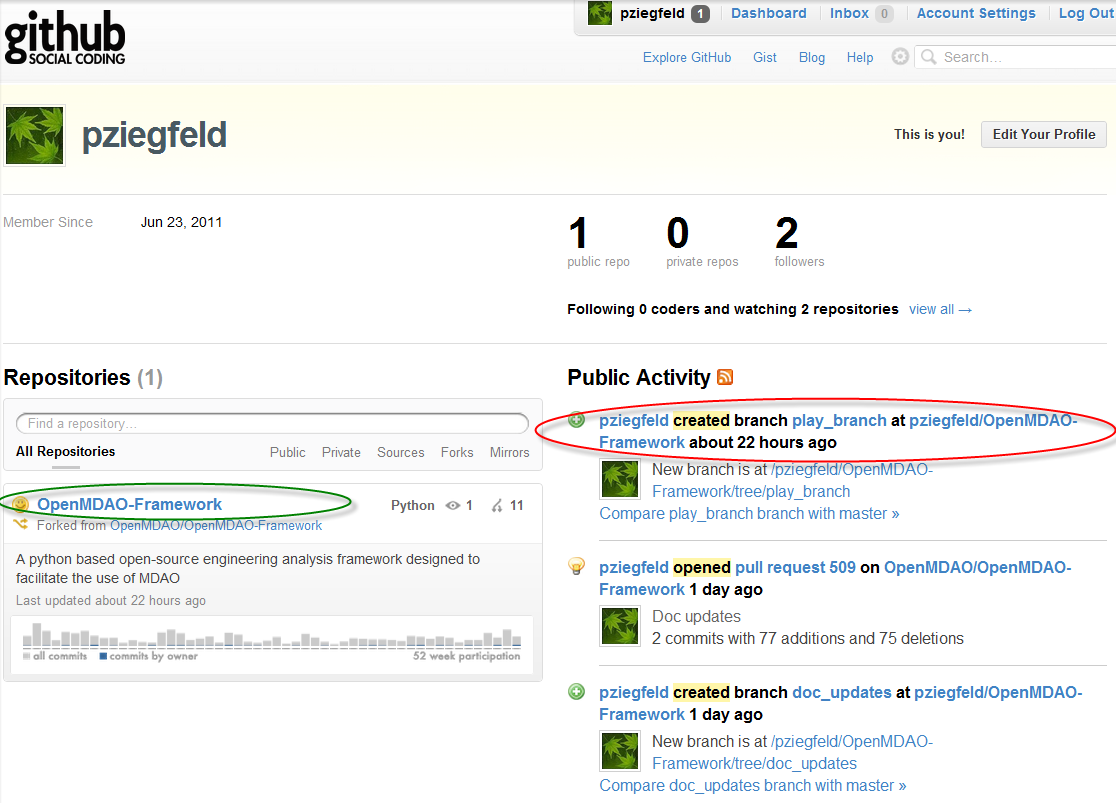 github
SOCIAL CODING
pziegfeld 1 Dashboard Inbox 0 Account Settings Log Out
Explore GitHub Gist Blog Help Search...
pziegfeld
This is you! Edit Your Profile
Member Since Jun 23, 2011
1 0 2
public repo private repos followers
Following 0 coders and watching 2 repositories view all →
Repositories (1)
Find a repository...
All Repositories Public Private Sources Forks Mirrors
OpenMDAO-Framework Python 1 11
Forked from OpenMDAO/OpenMDAO-Framework
A python based open-source engineering analysis framework designed to
facilitate the use of MDAO
Last updated about 22 hours ago
all commits commits by owner 52 week participation
Public Activity
pziegfeld created branch play_branch at pziegfeld/OpenMDAO-
Framework about 22 hours ago
New branch is at /pziegfeld/OpenMDAO-
Framework/tree/play_branch
Compare play_branch branch with master »
pziegfeld opened pull request 509 on OpenMDAO/OpenMDAO-
Framework 1 day ago
Doc updates
2 commits with 77 additions and 75 deletions
pziegfeld created branch doc_updates at pziegfeld/OpenMDAO-
Framework 1 day ago
New branch is at /pziegfeld/OpenMDAO-
Framework/tree/doc_updates
Compare doc_updates branch with master »